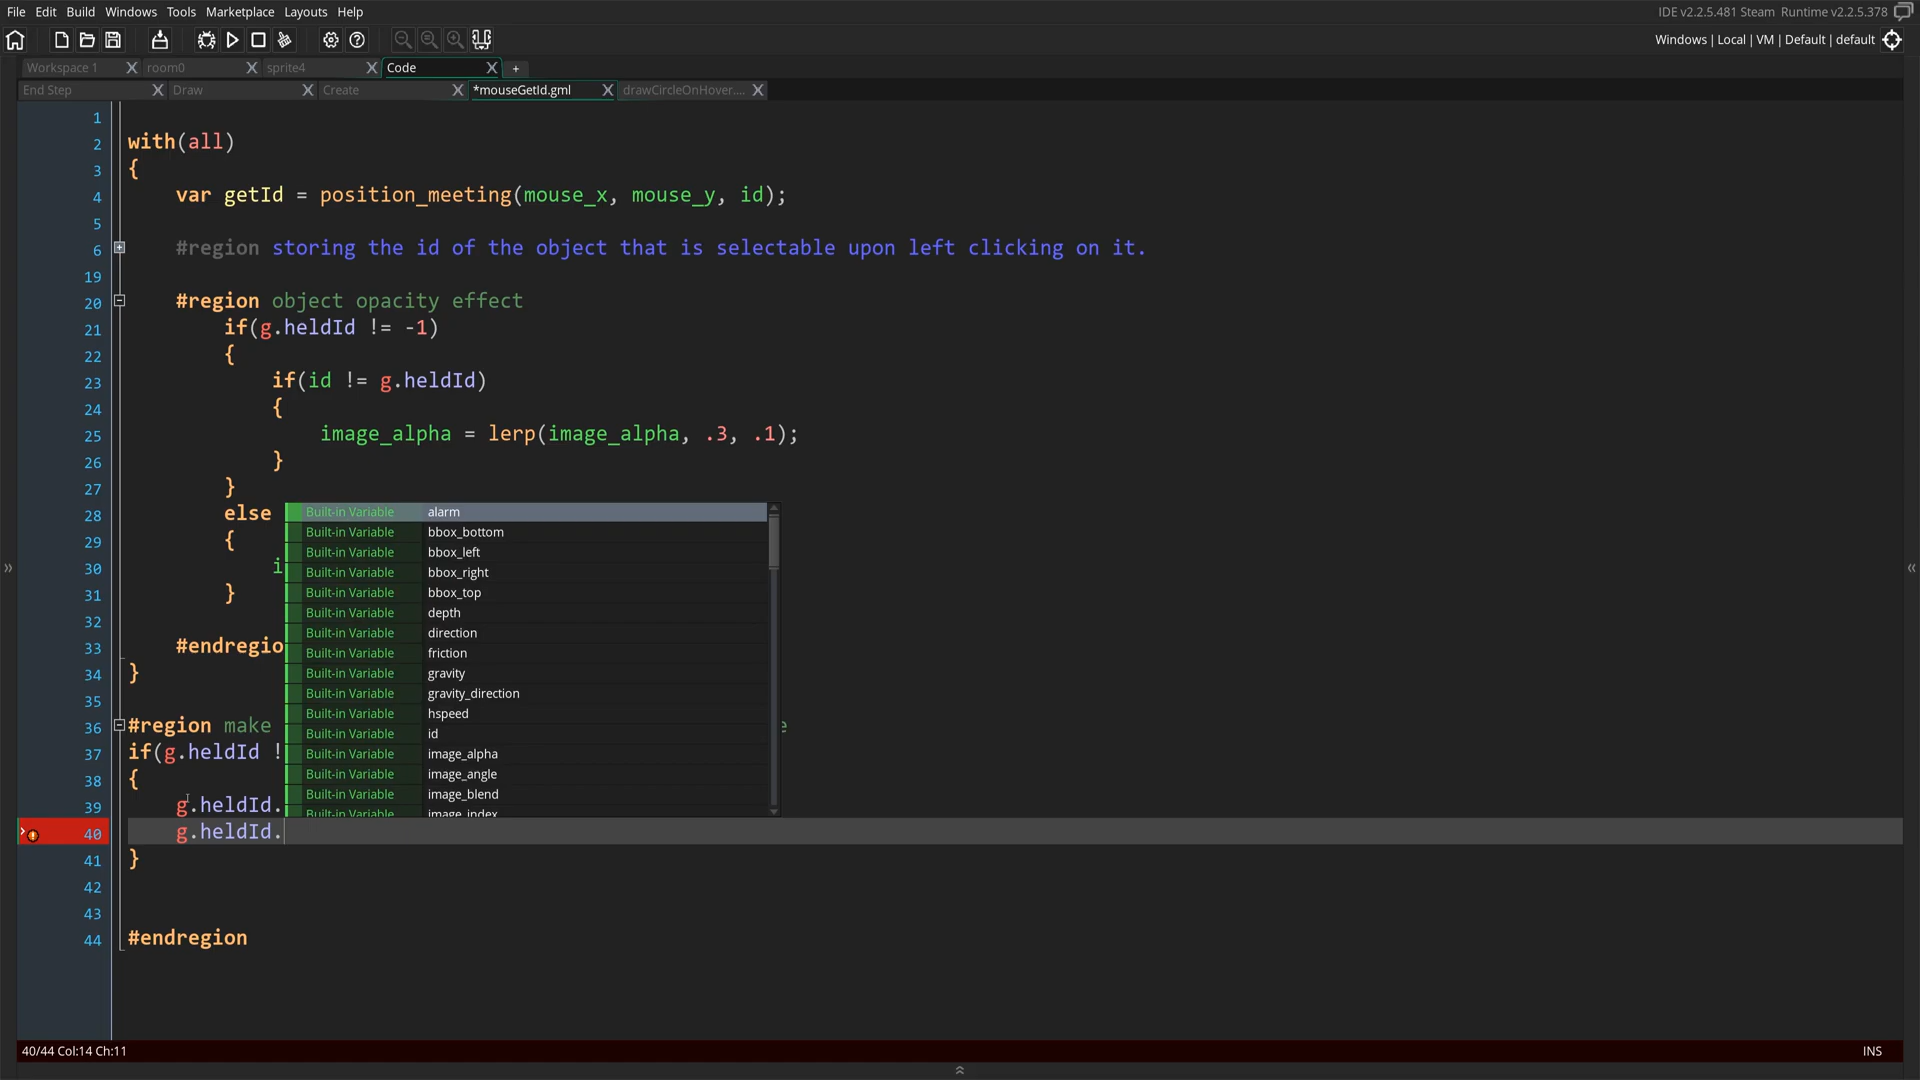 File Edit Build Windows Tools Marketplace Layouts Help
IDE v2.2.5.481 Steam Runtime v2.2.5.378
Windows | Local | VM | Default | default
Workspace 1 room0 sprite4 Code +
End Step Draw Create *mouseGetId.gml drawCircleOnHover....
1
2 with(all)
3 {
4 var getId = position_meeting(mouse_x, mouse_y, id);
5
6 #region storing the id of the object that is selectable upon left clicking on it.
19
20 #region object opacity effect
21 if(g.heldId != -1)
22 {
23 if(id != g.heldId)
24 {
25 image_alpha = lerp(image_alpha, .3, .1);
26 }
27 }
28 else
29 {
30 i
31 }
32
33 #endregio
34 }
35
36 #region make e
37 if(g.heldId !
38 {
39 g.heldId.
40 g.heldId.
41 }
42
43
44 #endregion
Built-in Variable alarm
Built-in Variable bbox_bottom
Built-in Variable bbox_left
Built-in Variable bbox_right
Built-in Variable bbox_top
Built-in Variable depth
Built-in Variable direction
Built-in Variable friction
Built-in Variable gravity
Built-in Variable gravity_direction
Built-in Variable hspeed
Built-in Variable id
Built-in Variable image_alpha
Built-in Variable image_angle
Built-in Variable image_blend
Built-in Variable image_index
40/44 Col:14 Ch:11 INS